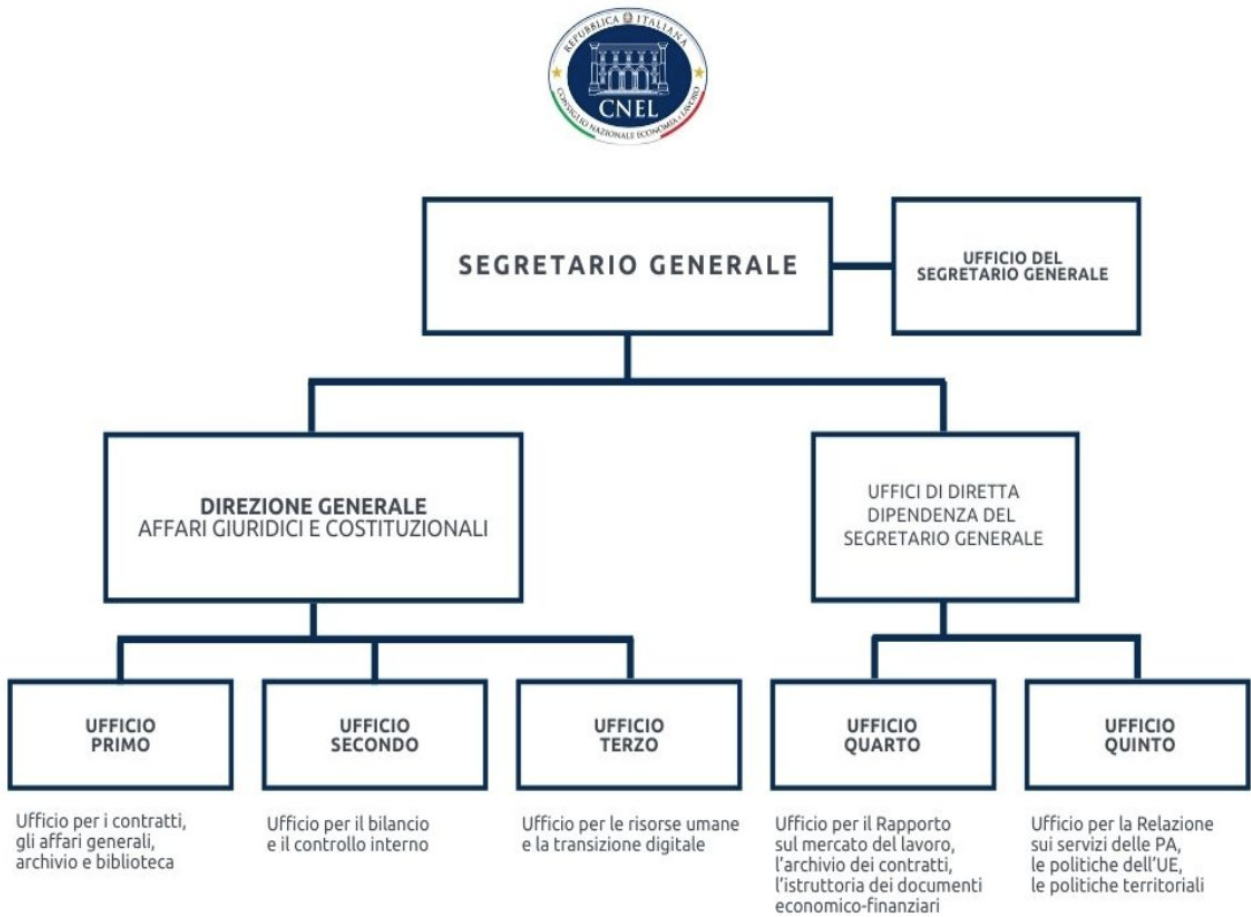 REPUBBLICA ITALIANA
CNEL
CONSIGLIO NAZIONALE ECONOMIA E LAVORO
SEGRETARIO GENERALE
UFFICIO DEL
SEGRETARIO GENERALE
DIREZIONE GENERALE
AFFARI GIURIDICI E COSTITUZIONALI
UFFICI DI DIRETTA
DIPENDENZA DEL
SEGRETARIO GENERALE
UFFICIO
PRIMO
Ufficio per i contratti,
gli affari generali,
archivio e biblioteca
UFFICIO
SECONDO
Ufficio per il bilancio
e il controllo interno
UFFICIO
TERZO
Ufficio per le risorse umane
e la transizione digitale
UFFICIO
QUARTO
Ufficio per il Rapporto
sul mercato del lavoro,
l'archivio dei contratti,
l'istruttoria dei documenti
economico-finanziari
UFFICIO
QUINTO
Ufficio per la Relazione
sui servizi delle PA,
le politiche dell'UE,
le politiche territoriali